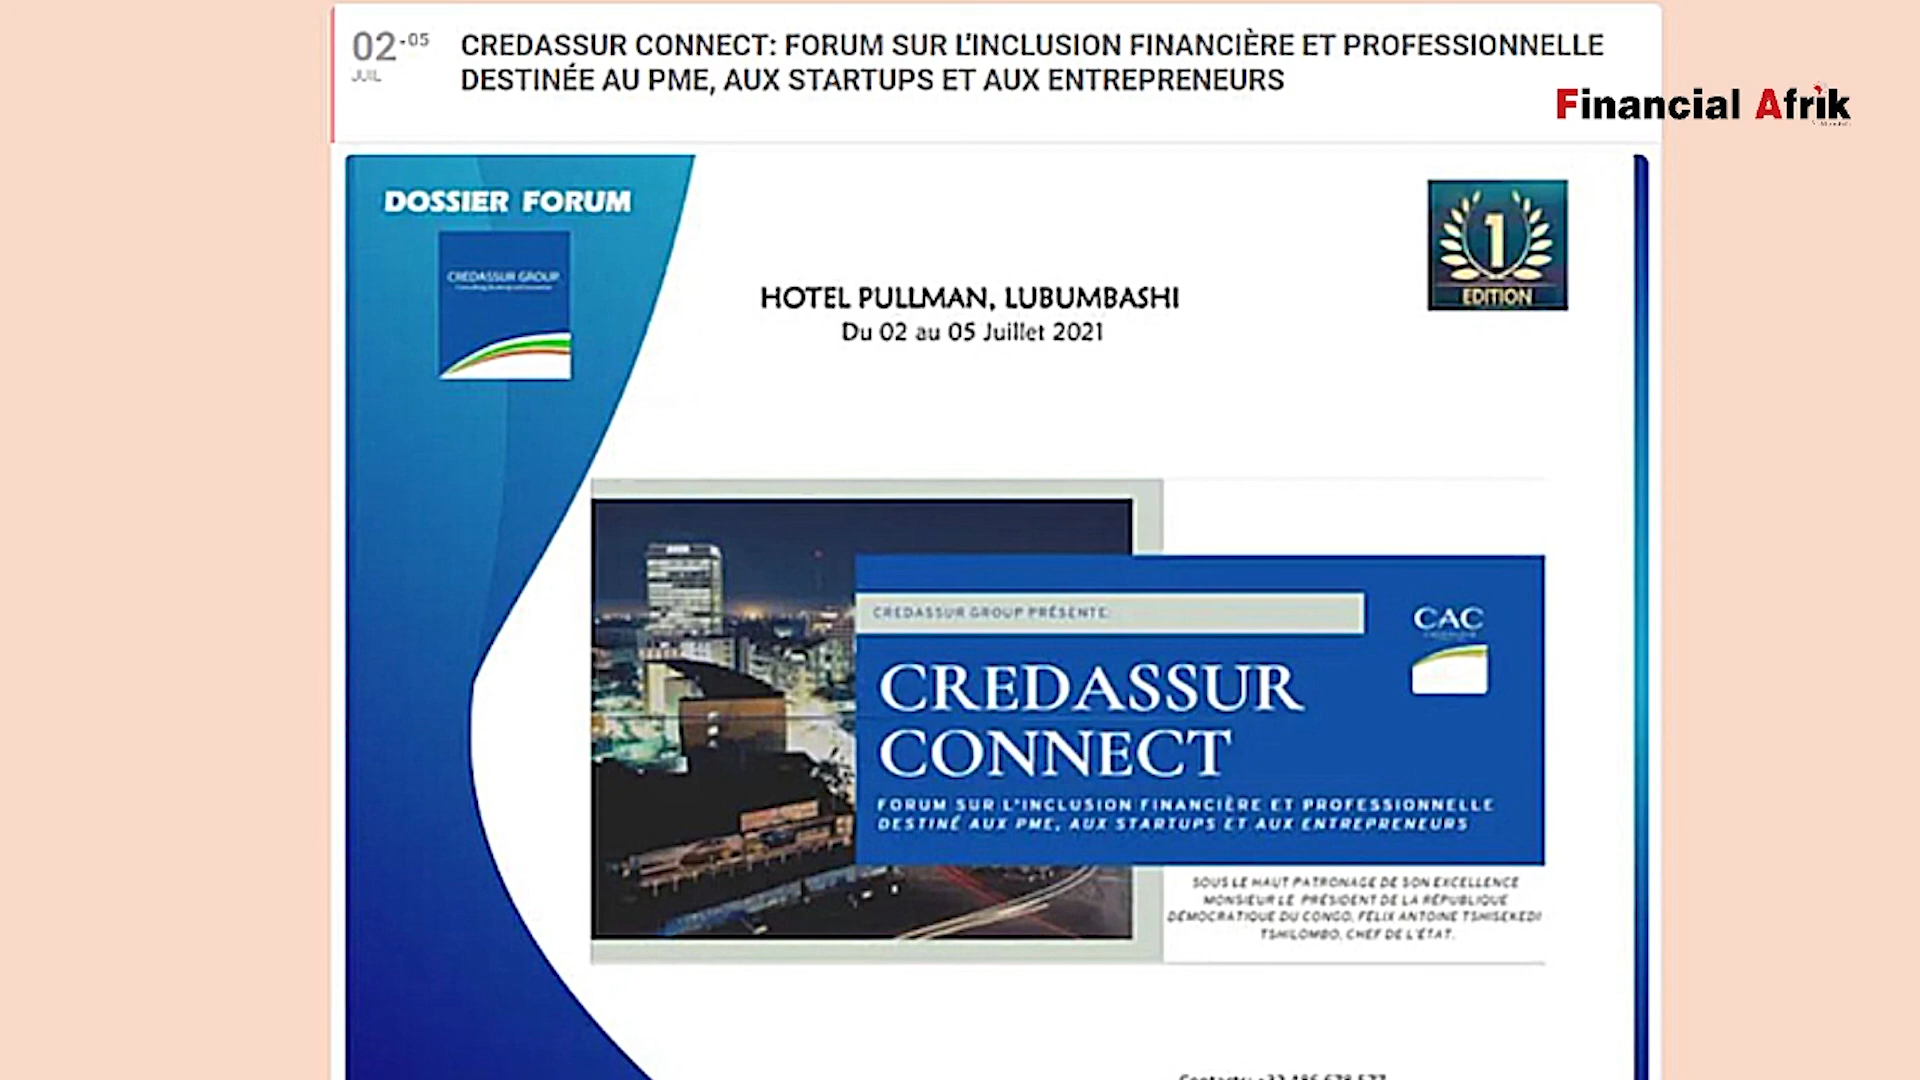 02-05
JUIL
CREDASSUR CONNECT: FORUM SUR L'INCLUSION FINANCIÈRE ET PROFESSIONNELLE
DESTINÉE AU PME, AUX STARTUPS ET AUX ENTREPRENEURS
Financial Afrik
DOSSIER FORUM
CREDASSUR GROUP
1
EDITION
HOTEL PULLMAN, LUBUMBASHI
Du 02 au 05 Juillet 2021
CREDASSUR GROUP PRÉSENTE:
CAC
CREDASSUR
CONNECT
FORUM SUR L'INCLUSION FINANCIÈRE ET PROFESSIONNELLE
DESTINÉ AUX PME, AUX STARTUPS ET AUX ENTREPRENEURS
SOUS LE HAUT PATRONAGE DE SON EXCELLENCE
MONSIEUR LE PRÉSIDENT DE LA RÉPUBLIQUE
DÉMOCRATIQUE DU CONGO, FELIX ANTOINE TSHISEKEDI
TSHILOMBO, CHEF DE L'ÉTAT.